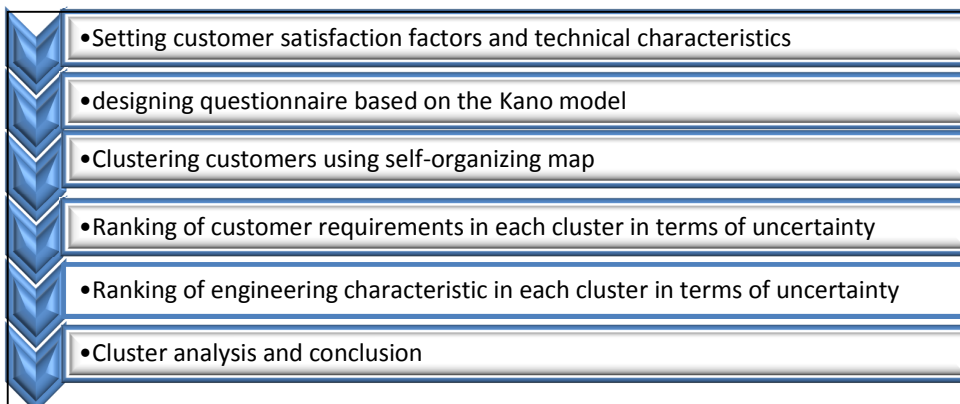 •Setting customer satisfaction factors and technical characteristics
•designing questionnaire based on the Kano model
•Clustering customers using self-organizing map
•Ranking of customer requirements in each cluster in terms of uncertainty
•Ranking of engineering characteristic in each cluster in terms of uncertainty
•Cluster analysis and conclusion